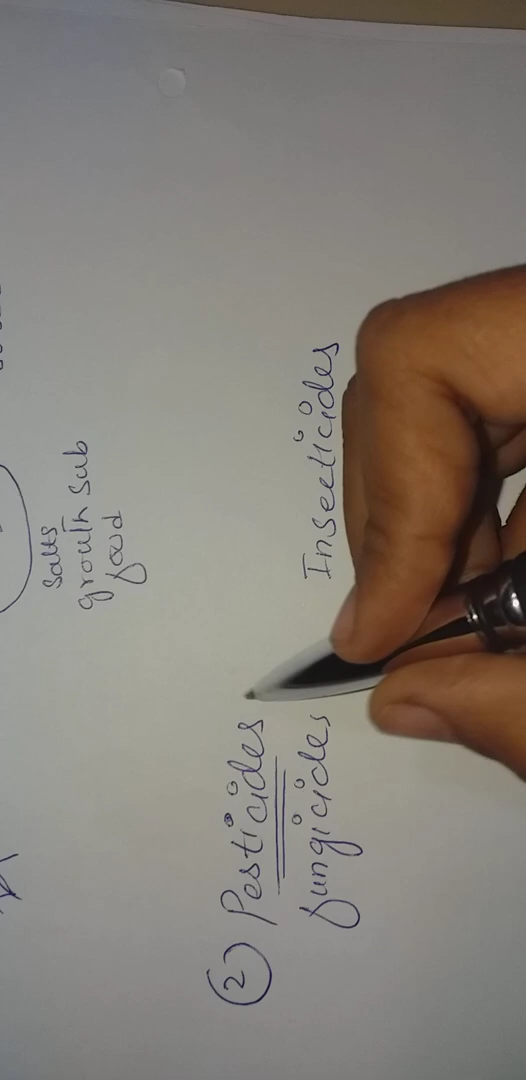 salts
growth sub
food
② Pesticides
fungicides Insecticides